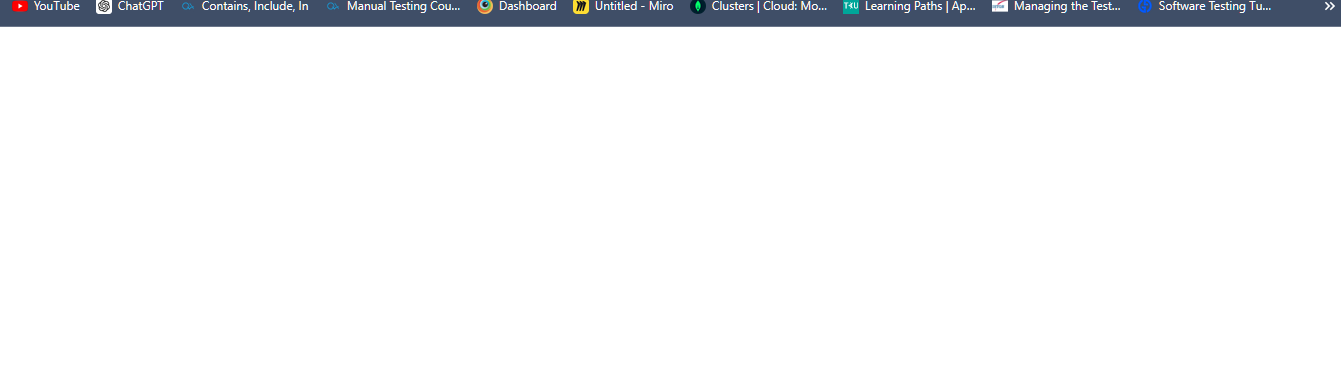 YouTube ChatGPT Contains, Include, In Manual Testing Cou... Dashboard Untitled - Miro Clusters | Cloud: Mo... Learning Paths | Ap... Managing the Test... Software Testing Tu... »